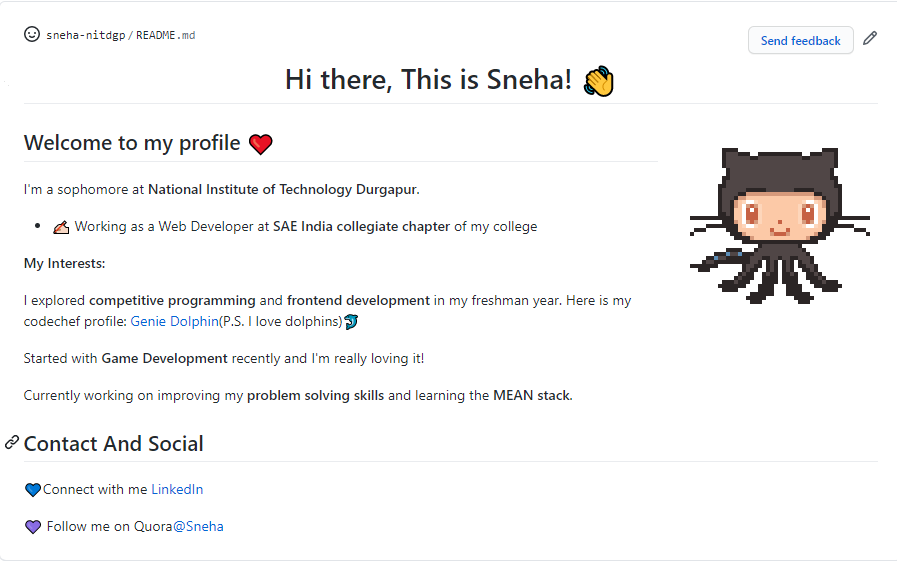 sneha-nitdgp/README.md
Send feedback
Hi there, This is Sneha! 👋
Welcome to my profile ❤️
I'm a sophomore at National Institute of Technology Durgapur.
• ✍️ Working as a Web Developer at SAE India collegiate chapter of my college
My Interests:
I explored competitive programming and frontend development in my freshman year. Here is my
codechef profile: Genie Dolphin(P.S. I love dolphins)🐬
Started with Game Development recently and I'm really loving it!
Currently working on improving my problem solving skills and learning the MEAN stack.
Contact And Social
💙Connect with me LinkedIn
💜 Follow me on Quora@Sneha